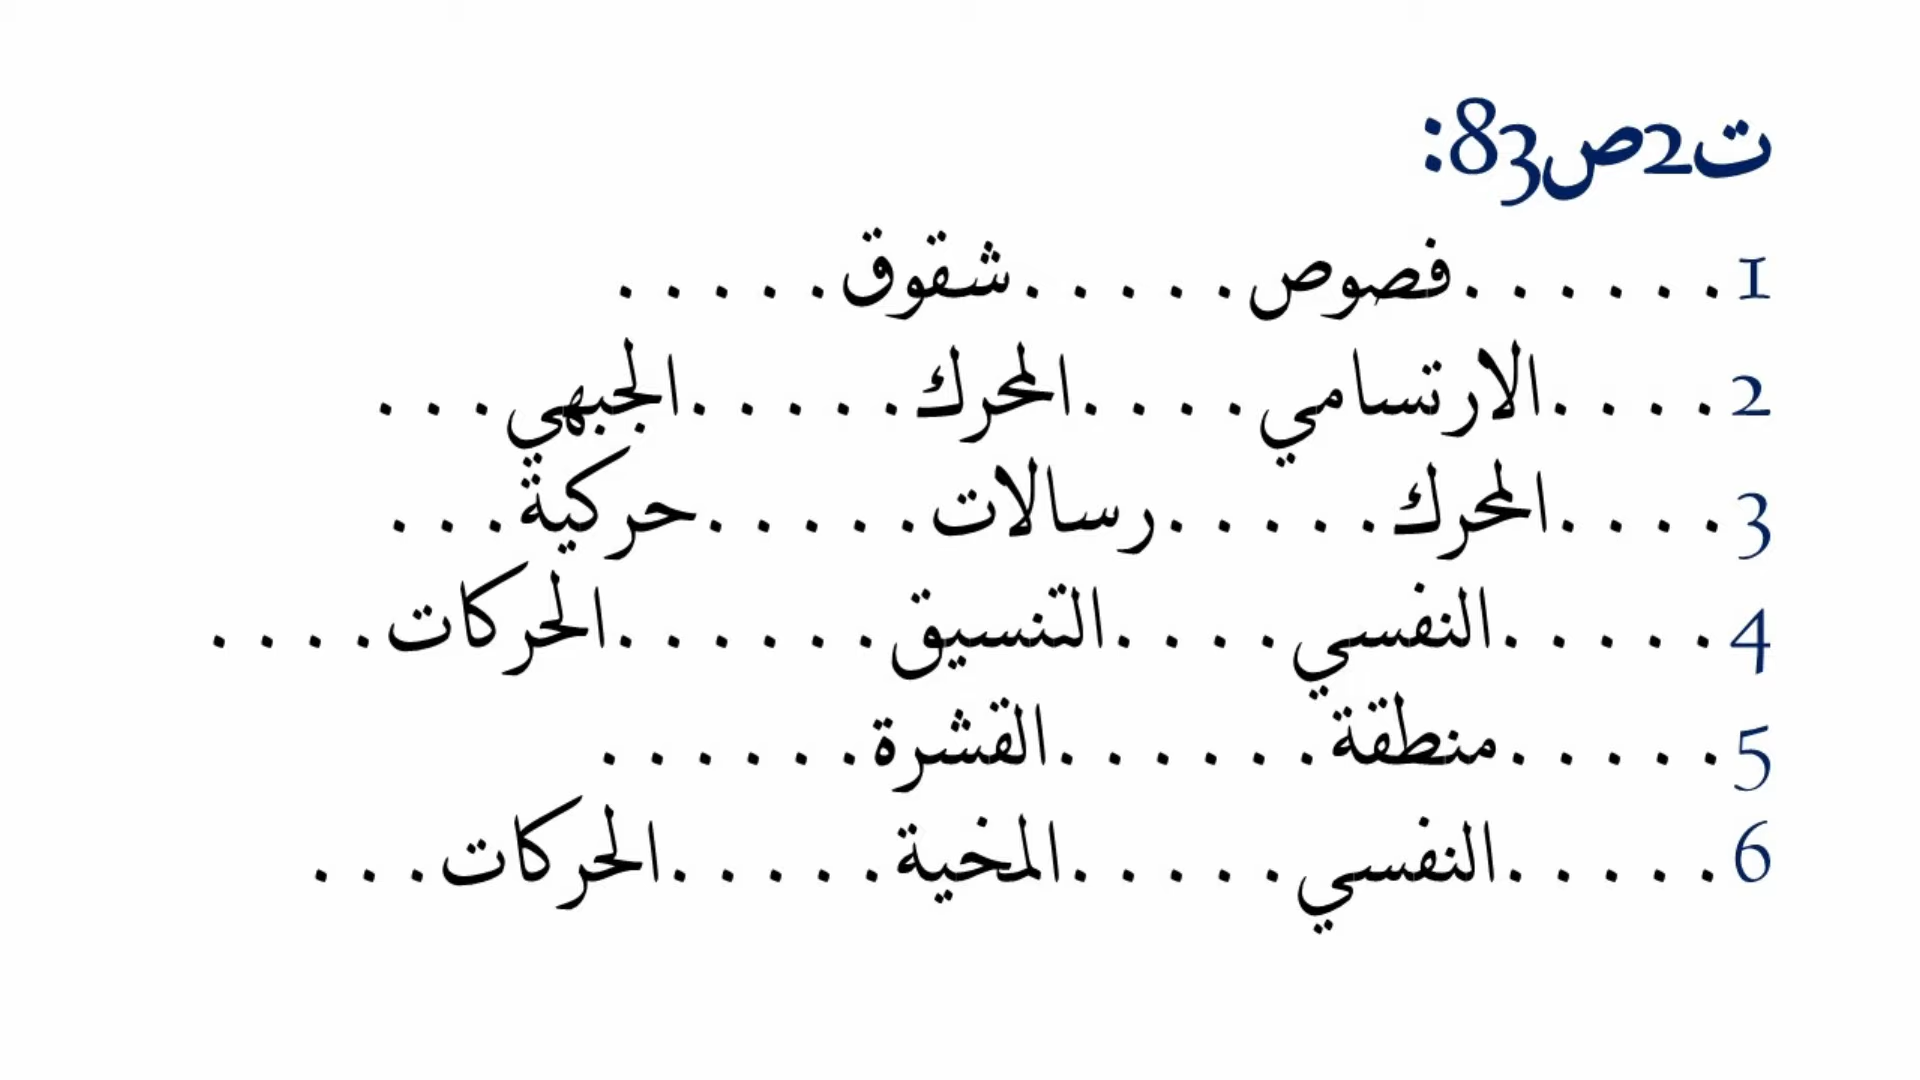 ت2ص83:
1......فصوص.....شقوق.....
2....الارتسامي....المحرك.....الجبهي...
3....المحرك.....رسالات.....حركية...
4.....النفسي....التنسيق......الحركات....
5.....منطقة......القشرة......
6.....النفسي.....المخية.....الحركات...